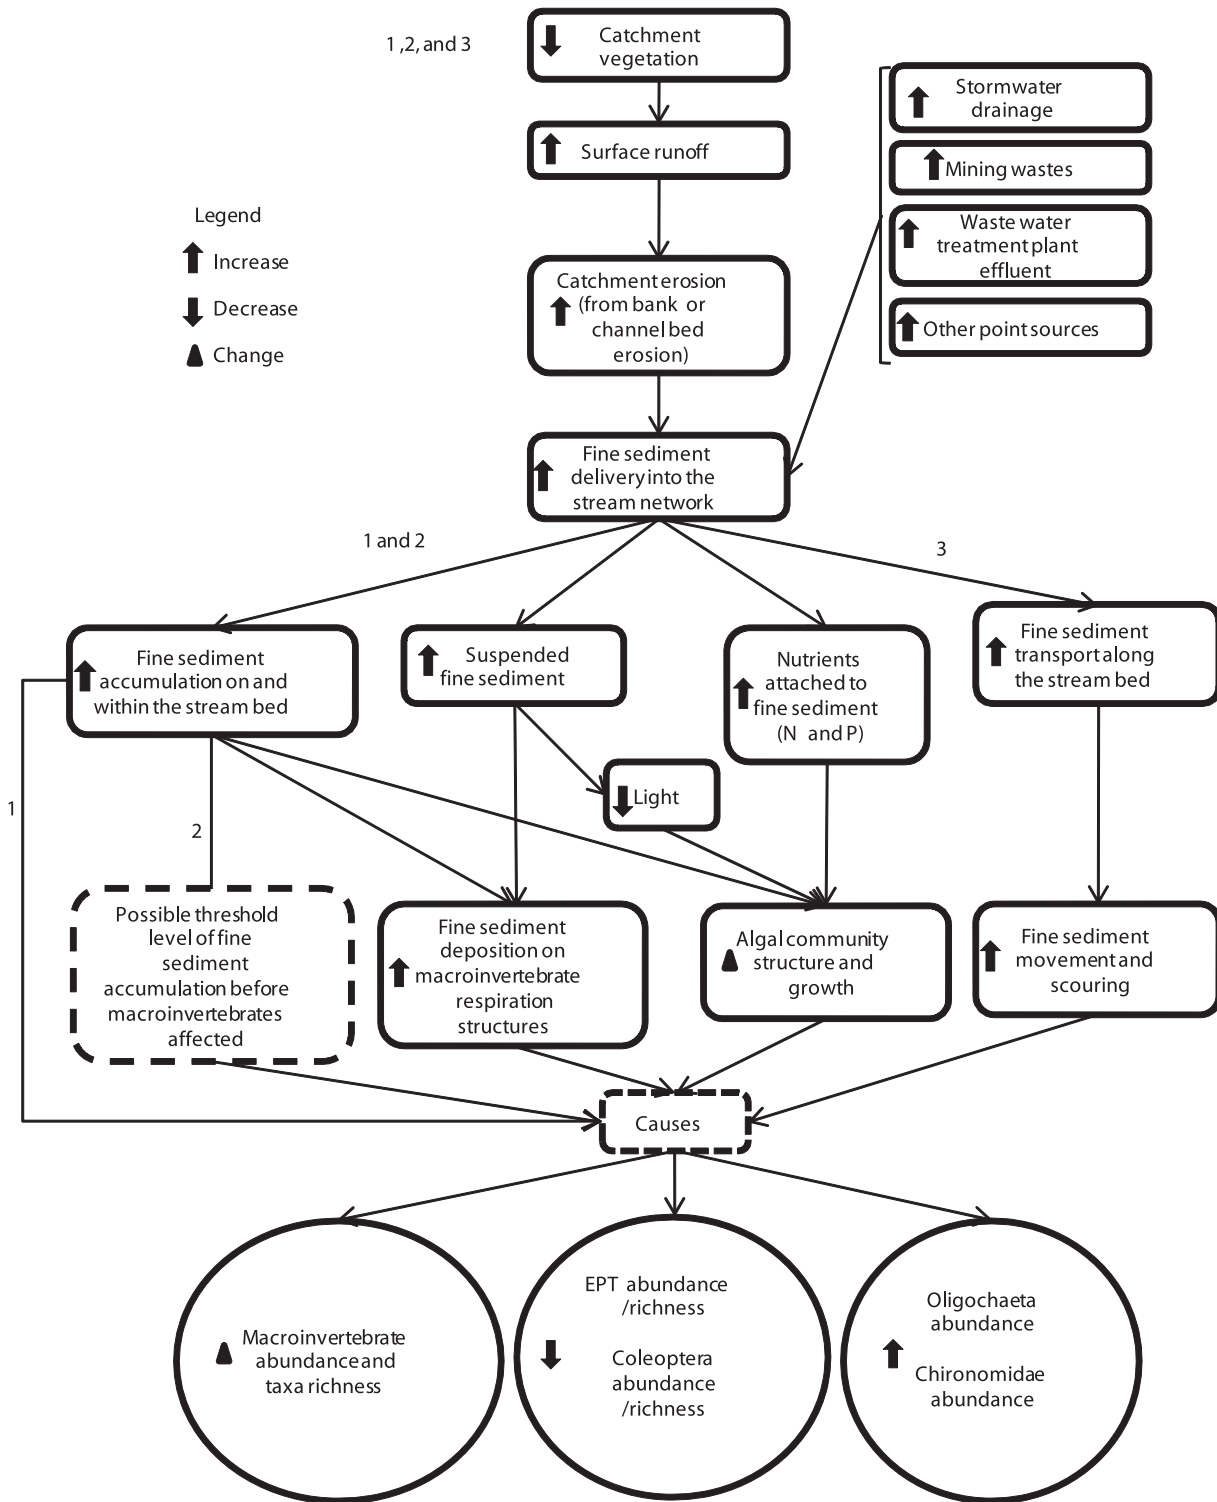 1 ,2, and 3
Catchment
vegetation
Surface runoff
Stormwater
drainage
Mining wastes
Waste water
treatment plant
effluent
Other point sources
Legend
Increase
Decrease
Change
Catchment erosion
(from bank or
channel bed
erosion)
Fine sediment
delivery into the
stream network
1 and 2
3
Fine sediment
accumulation on and
within the stream bed
Suspended
fine sediment
Nutrients
attached to
fine sediment
(N and P)
Fine sediment
transport along
the stream bed
Light
1
2
Possible threshold
level of fine
sediment
accumulation before
macroinvertebrates
affected
Fine sediment
deposition on
macroinvertebrate
respiration
structures
Algal community
structure and
growth
Fine sediment
movement and
scouring
Causes
Macroinvertebrate
abundance and
taxa richness
EPT abundance
/richness
Coleoptera
abundance
/richness
Oligochaeta
abundance
Chironomidae
abundance